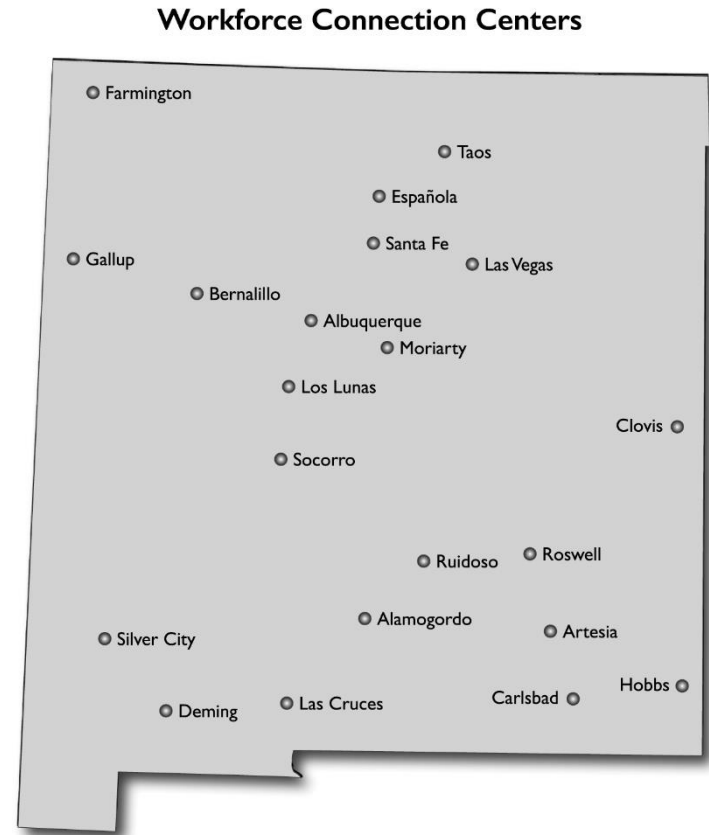 Workforce Connection Centers
Farmington
Taos
Española
Santa Fe
Gallup
Las Vegas
Bernalillo
Albuquerque
Moriarty
Los Lunas
Clovis
Socorro
Ruidoso
Roswell
Alamogordo
Artesia
Silver City
Hobbs
Carlsbad
Las Cruces
Deming